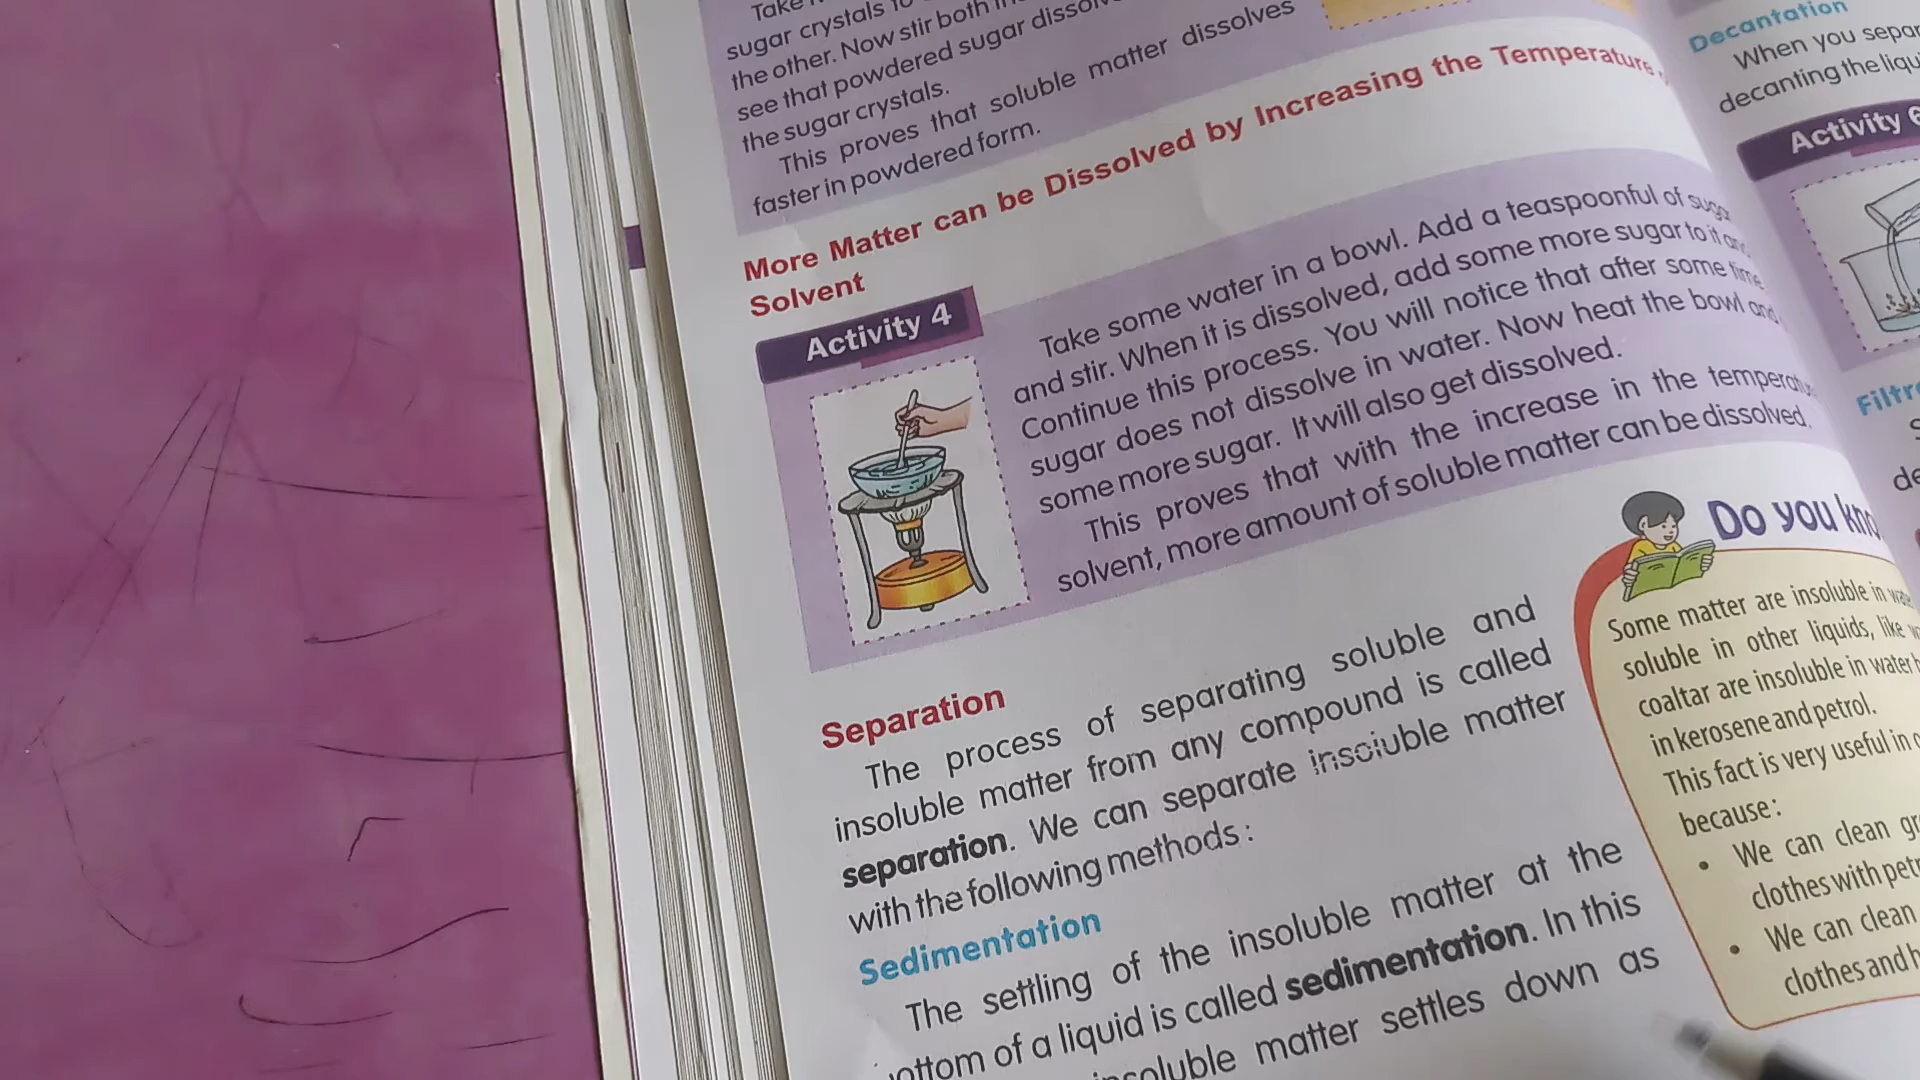 Take
sugar crystals to
the other. Now stir both
see that powdered sugar
the sugar crystals.
This proves that soluble matter dissolves
faster in powdered form.
More Matter can be Dissolved by Increasing the Temperature
Solvent
Activity 4
Take some water in a bowl. Add a teaspoonful of sugar
and stir. When it is dissolved, add some more sugar to it and
Continue this process. You will notice that after some time
sugar does not dissolve in water. Now heat the bowl and
some more sugar. It will also get dissolved.
This proves that with the increase in the
solvent, more amount of soluble matter can be dissolved.
Separation
The process of separating soluble and
insoluble matter from any compound is called
separation. We can separate insoluble matter
with the following methods :
Sedimentation
The settling of the insoluble matter at the
of a liquid is called sedimentation. In this
matter settles down as
Do you
Some matter are insoluble in
soluble in other liquids, like
coaltar are insoluble in water
in kerosene and petrol.
This fact is very useful in
because :
• We can clean
clothes with
• We can clean
clothes and
Decantation
When you
decanting the
Activity 6